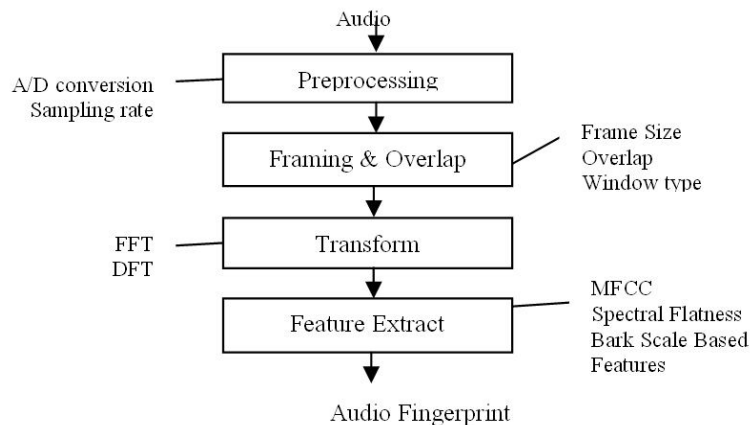 Audio
Preprocessing
A/D conversion
Sampling rate
Framing & Overlap
Frame Size
Overlap
Window type
Transform
FFT
DFT
Feature Extract
MFCC
Spectral Flatness
Bark Scale Based
Features
Audio Fingerprint